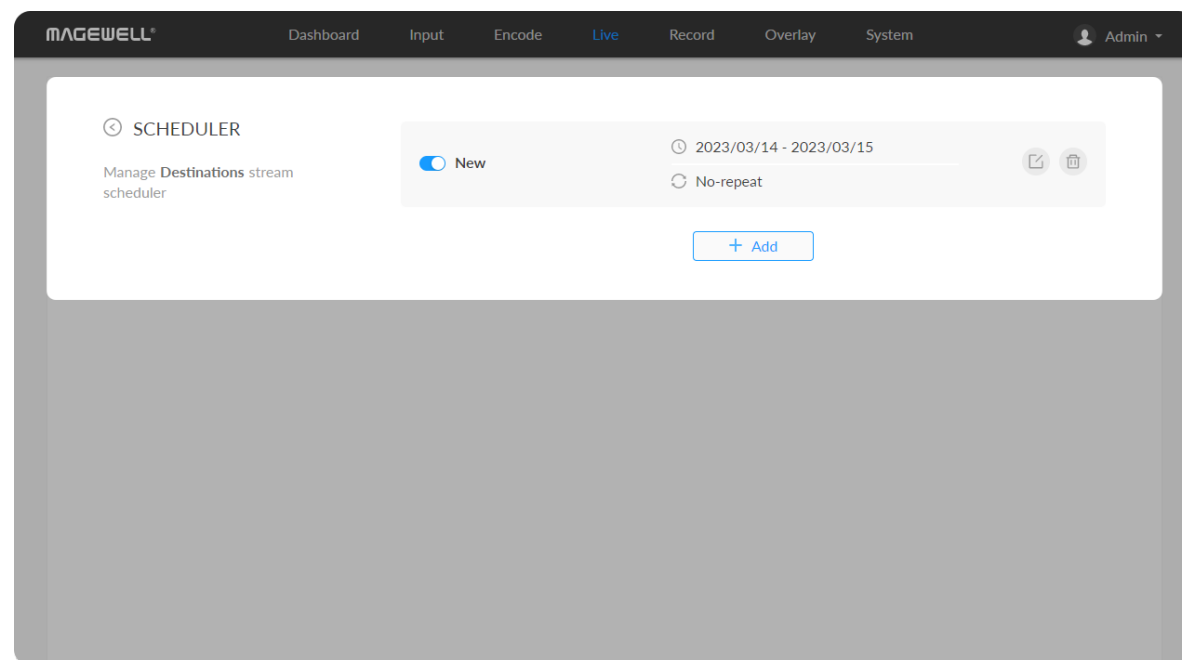 MAGEWELL®
Dashboard Input Encode Live Record Overlay System Admin
SCHEDULER
Manage Destinations stream
scheduler
New
2023/03/14 - 2023/03/15
No-repeat
+ Add